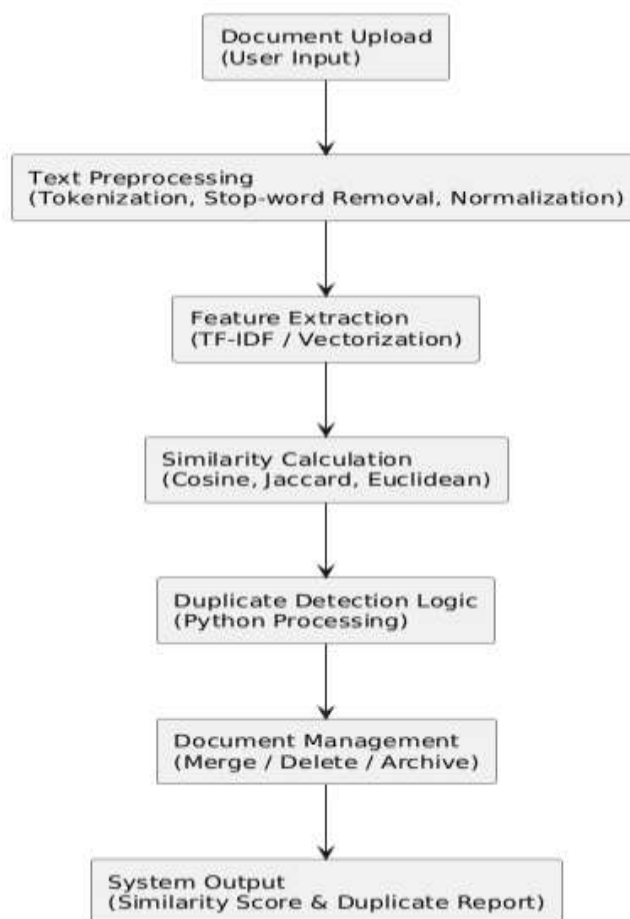 Document Upload
(User Input)
Text Preprocessing
(Tokenization, Stop-word Removal, Normalization)
Feature Extraction
(TF-IDF / Vectorization)
Similarity Calculation
(Cosine, Jaccard, Euclidean)
Duplicate Detection Logic
(Python Processing)
Document Management
(Merge / Delete / Archive)
System Output
(Similarity Score & Duplicate Report)